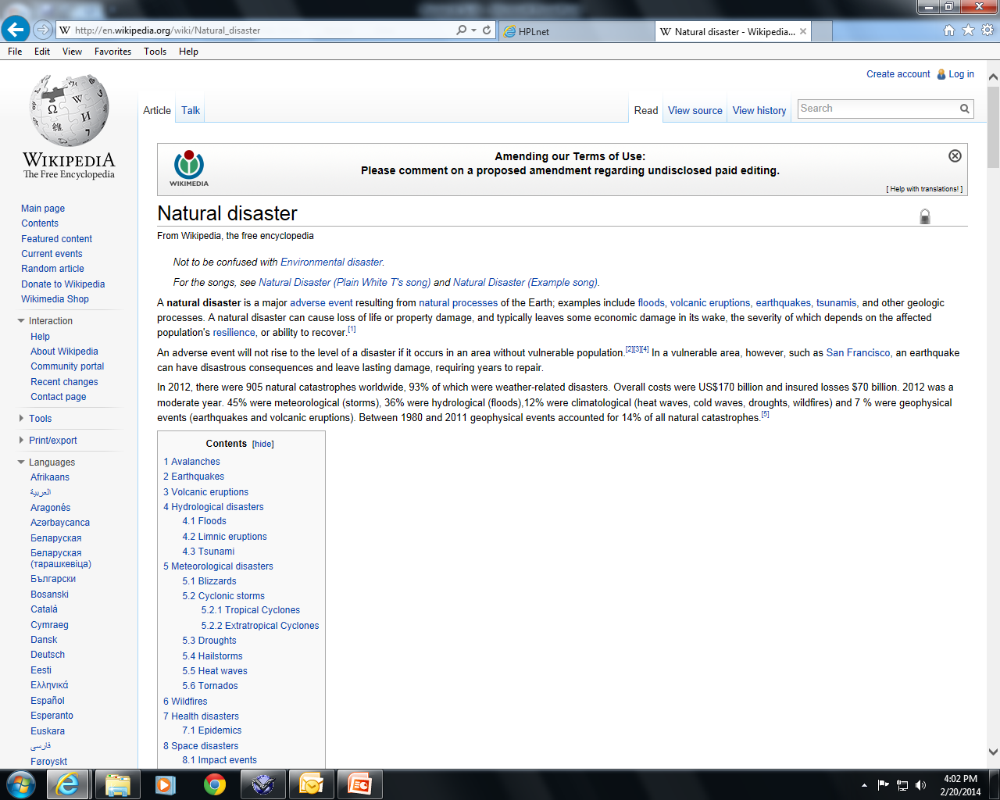 http://en.wikipedia.org/wiki/Natural_disaster
HPLnet
Natural disaster - Wikipedia...
File Edit View Favorites Tools Help
Create account Log in
Article Talk Read View source View history Search
WIKIPEDIA
The Free Encyclopedia
Main page
Contents
Featured content
Current events
Random article
Donate to Wikipedia
Wikimedia Shop
Interaction
Help
About Wikipedia
Community portal
Recent changes
Contact page
Tools
Print/export
Languages
Afrikaans
العربية
Aragonés
Azərbaycanca
Беларуская
Беларуская
(тарашкевіца)
Български
Bosanski
Català
Cymraeg
Dansk
Deutsch
Eesti
Ελληνικά
Español
Esperanto
Euskara
فارسی
Føroyskt
WIKIMEDIA
Amending our Terms of Use:
Please comment on a proposed amendment regarding undisclosed paid editing.
[ Help with translations! ]
Natural disaster
From Wikipedia, the free encyclopedia
Not to be confused with Environmental disaster.
For the songs, see Natural Disaster (Plain White T's song) and Natural Disaster (Example song).
A natural disaster is a major adverse event resulting from natural processes of the Earth; examples include floods, volcanic eruptions, earthquakes, tsunamis, and other geologic
processes. A natural disaster can cause loss of life or property damage, and typically leaves some economic damage in its wake, the severity of which depends on the affected
population's resilience, or ability to recover.[1]
An adverse event will not rise to the level of a disaster if it occurs in an area without vulnerable population.[2][3][4] In a vulnerable area, however, such as San Francisco, an earthquake
can have disastrous consequences and leave lasting damage, requiring years to repair.
In 2012, there were 905 natural catastrophes worldwide, 93% of which were weather-related disasters. Overall costs were US$170 billion and insured losses $70 billion. 2012 was a
moderate year. 45% were meteorological (storms), 36% were hydrological (floods),12% were climatological (heat waves, cold waves, droughts, wildfires) and 7 % were geophysical
events (earthquakes and volcanic eruptions). Between 1980 and 2011 geophysical events accounted for 14% of all natural catastrophes.[5]
Contents [hide]
1 Avalanches
2 Earthquakes
3 Volcanic eruptions
4 Hydrological disasters
4.1 Floods
4.2 Limnic eruptions
4.3 Tsunami
5 Meteorological disasters
5.1 Blizzards
5.2 Cyclonic storms
5.2.1 Tropical Cyclones
5.2.2 Extratropical Cyclones
5.3 Droughts
5.4 Hailstorms
5.5 Heat waves
5.6 Tornados
6 Wildfires
7 Health disasters
7.1 Epidemics
8 Space disasters
8.1 Impact events
4:02 PM
2/20/2014